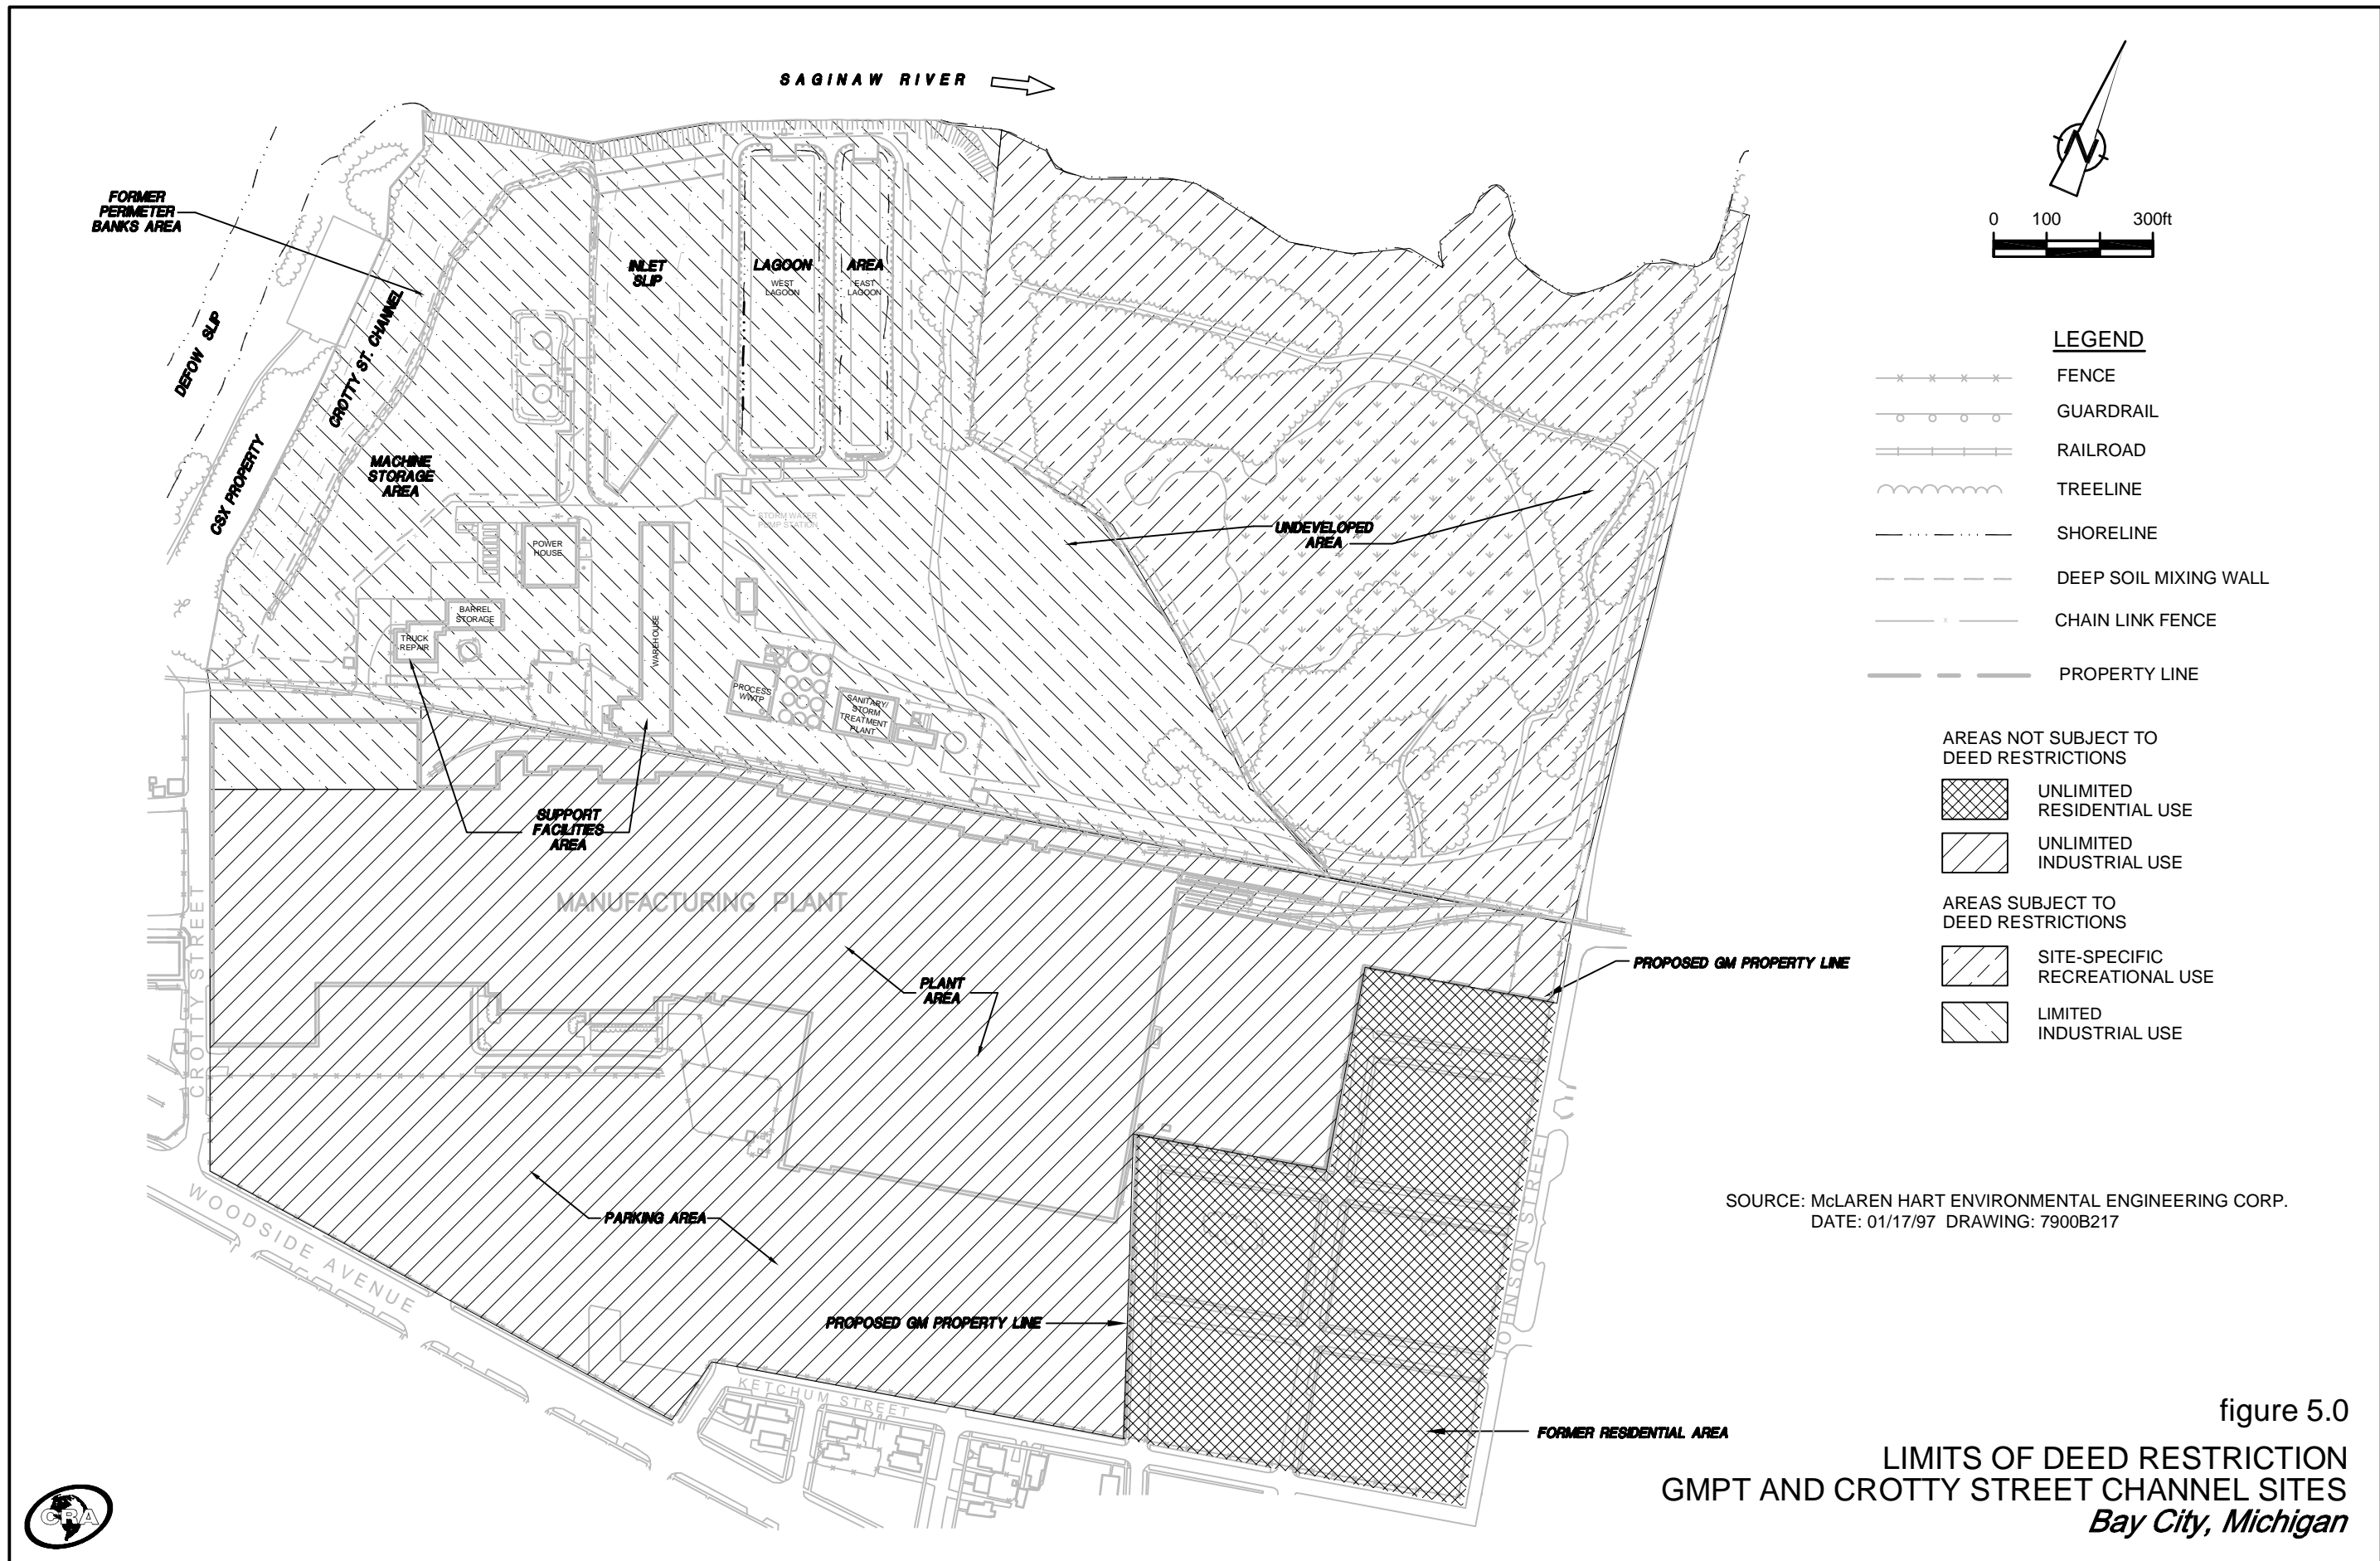 SAGINAW RIVER
FORMER
PERIMETER
BANKS AREA
DEFOW SLIP
CROTTY ST. CHANNEL
CSX PROPERTY
MACHINE
STORAGE
AREA
INLET
SLIP
LAGOON AREA
WEST
LAGOON
EAST
LAGOON
STORM WATER
PUMP STATION
UNDEVELOPED
AREA
POWER
HOUSE
BARREL
STORAGE
TRUCK
REPAIR
WAREHOUSE
PROCESS
WWTP
SANITARY/
STORM
TREATMENT
PLANT
SUPPORT
FACILITIES
AREA
MANUFACTURING PLANT
PLANT
AREA
PARKING AREA
PROPOSED GM PROPERTY LINE
PROPOSED GM PROPERTY LINE
FORMER RESIDENTIAL AREA
CROTTY STREET
WOODSIDE AVENUE
KETCHUM STREET
JOHNSON STREET
N
0 100 300ft
LEGEND
FENCE
GUARDRAIL
RAILROAD
TREELINE
SHORELINE
DEEP SOIL MIXING WALL
CHAIN LINK FENCE
PROPERTY LINE
AREAS NOT SUBJECT TO
DEED RESTRICTIONS
UNLIMITED
RESIDENTIAL USE
UNLIMITED
INDUSTRIAL USE
AREAS SUBJECT TO
DEED RESTRICTIONS
SITE-SPECIFIC
RECREATIONAL USE
LIMITED
INDUSTRIAL USE
SOURCE: McLAREN HART ENVIRONMENTAL ENGINEERING CORP.
DATE: 01/17/97 DRAWING: 7900B217
figure 5.0
LIMITS OF DEED RESTRICTION
GMPT AND CROTTY STREET CHANNEL SITES
Bay City, Michigan
CRA